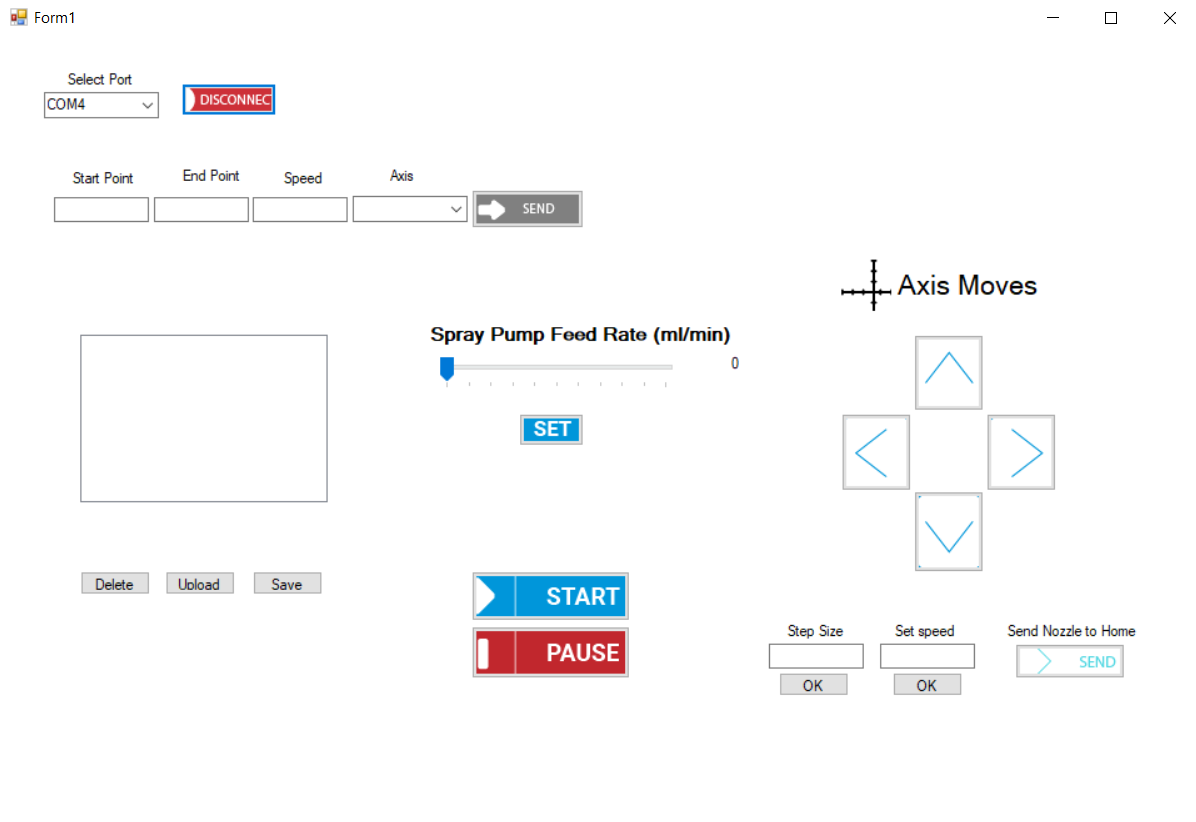 Form1
Select Port
COM4
DISCONNEC
Start Point
End Point
Speed
Axis
SEND
Axis Moves
Spray Pump Feed Rate (ml/min)
0
SET
Delete
Upload
Save
START
PAUSE
Step Size
Set speed
Send Nozzle to Home
SEND
OK
OK